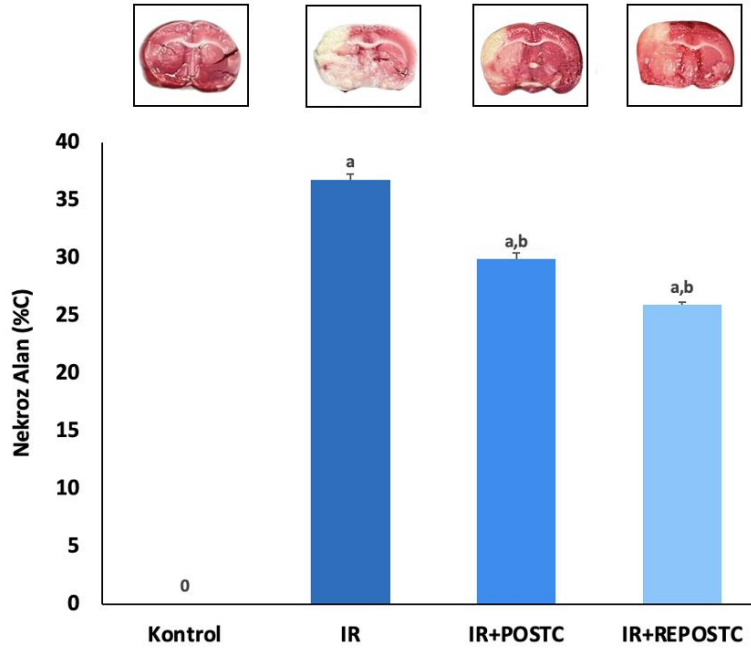 40
35
30
25
20
15
10
5
0
Nekroz Alan (%C)
0
a
a,b
a,b
Kontrol
IR
IR+POSTC
IR+REPOSTC